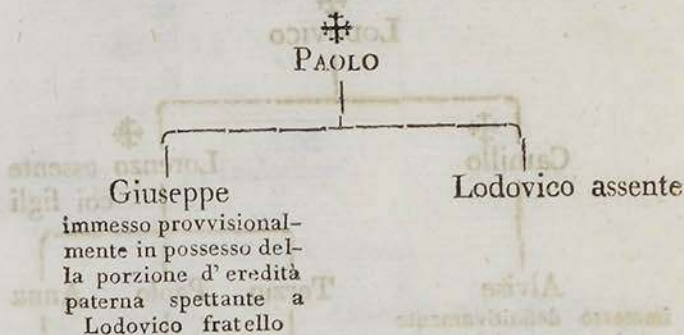 PAOLO
Giuseppe
Lodovico assente
immesso provvisional-
mente in possesso del-
la porzione d'eredità
paterna spettante a
Lodovico fratello